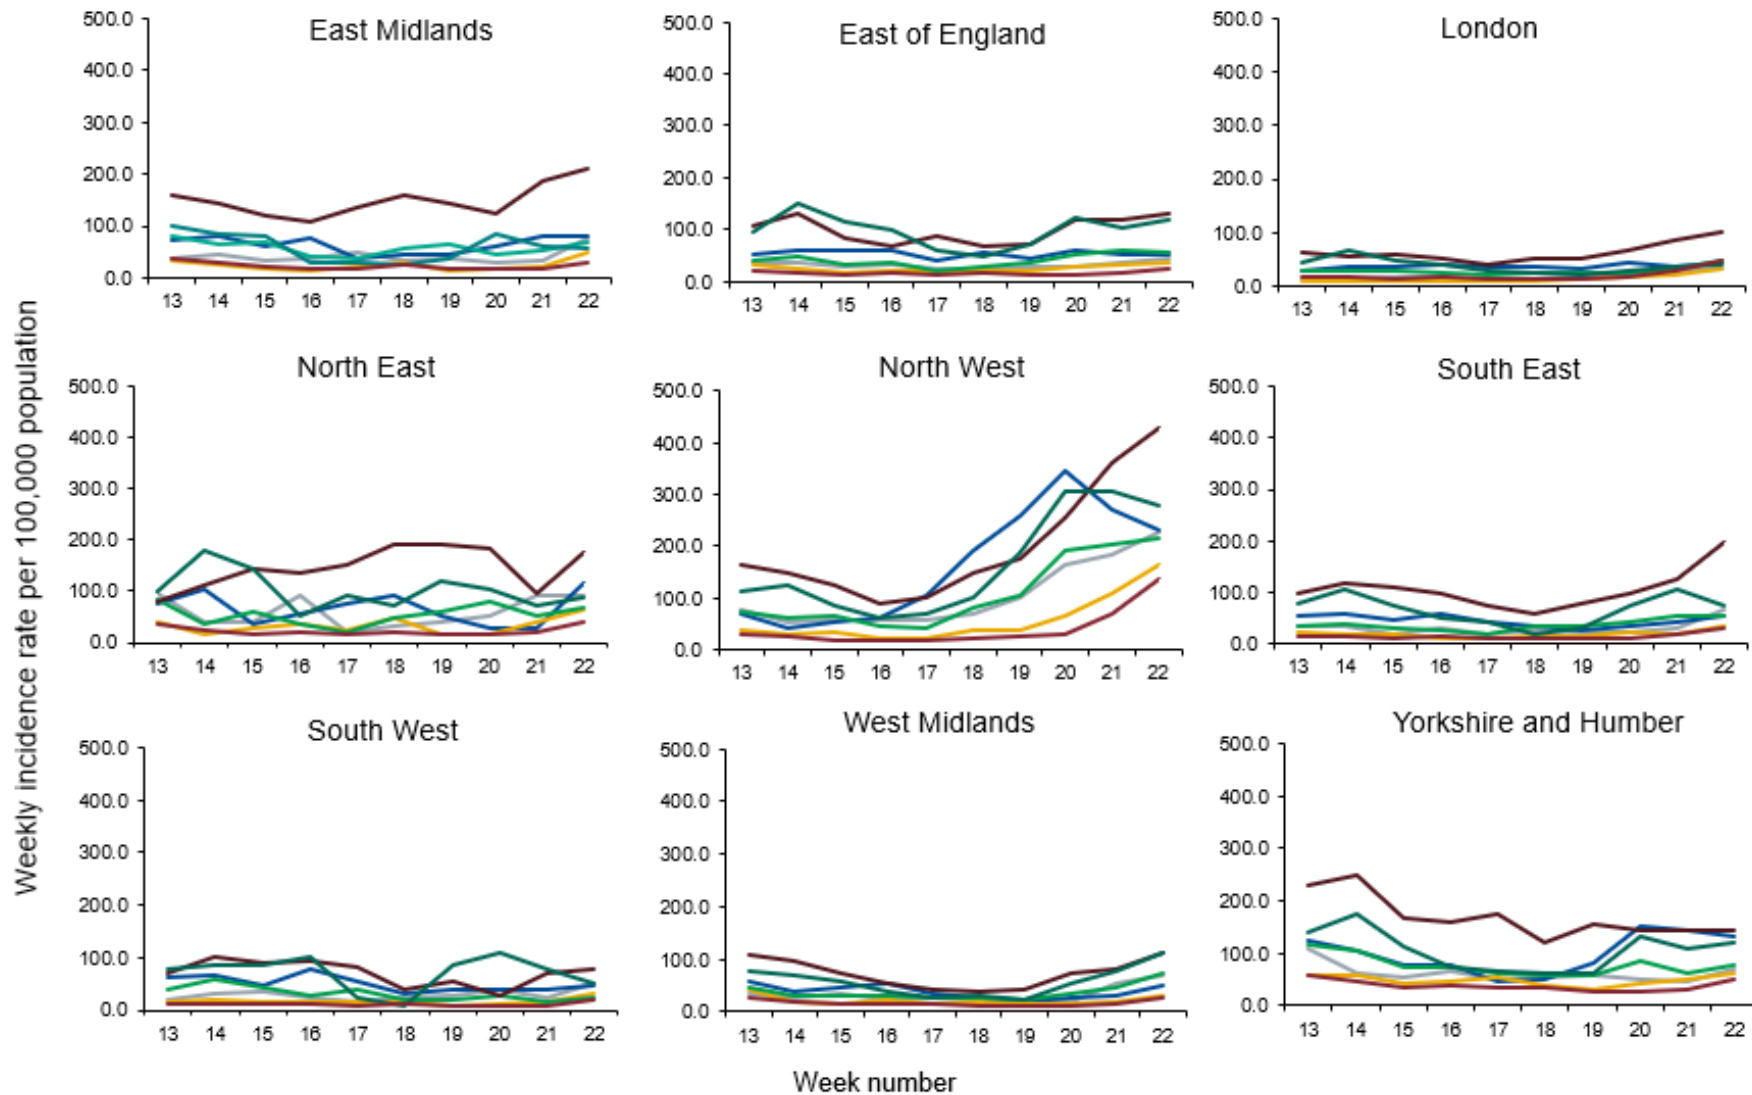 Weekly incidence rate per 100,000 population
East Midlands
500.0
400.0
300.0
200.0
100.0
0.0
13 14 15 16 17 18 19 20 21 22
East of England
500.0
400.0
300.0
200.0
100.0
0.0
13 14 15 16 17 18 19 20 21 22
London
500.0
400.0
300.0
200.0
100.0
0.0
13 14 15 16 17 18 19 20 21 22
North East
500.0
400.0
300.0
200.0
100.0
0.0
13 14 15 16 17 18 19 20 21 22
North West
500.0
400.0
300.0
200.0
100.0
0.0
13 14 15 16 17 18 19 20 21 22
South East
500.0
400.0
300.0
200.0
100.0
0.0
13 14 15 16 17 18 19 20 21 22
South West
500.0
400.0
300.0
200.0
100.0
0.0
13 14 15 16 17 18 19 20 21 22
West Midlands
500.0
400.0
300.0
200.0
100.0
0.0
13 14 15 16 17 18 19 20 21 22
Yorkshire and Humber
500.0
400.0
300.0
200.0
100.0
0.0
13 14 15 16 17 18 19 20 21 22
Week number